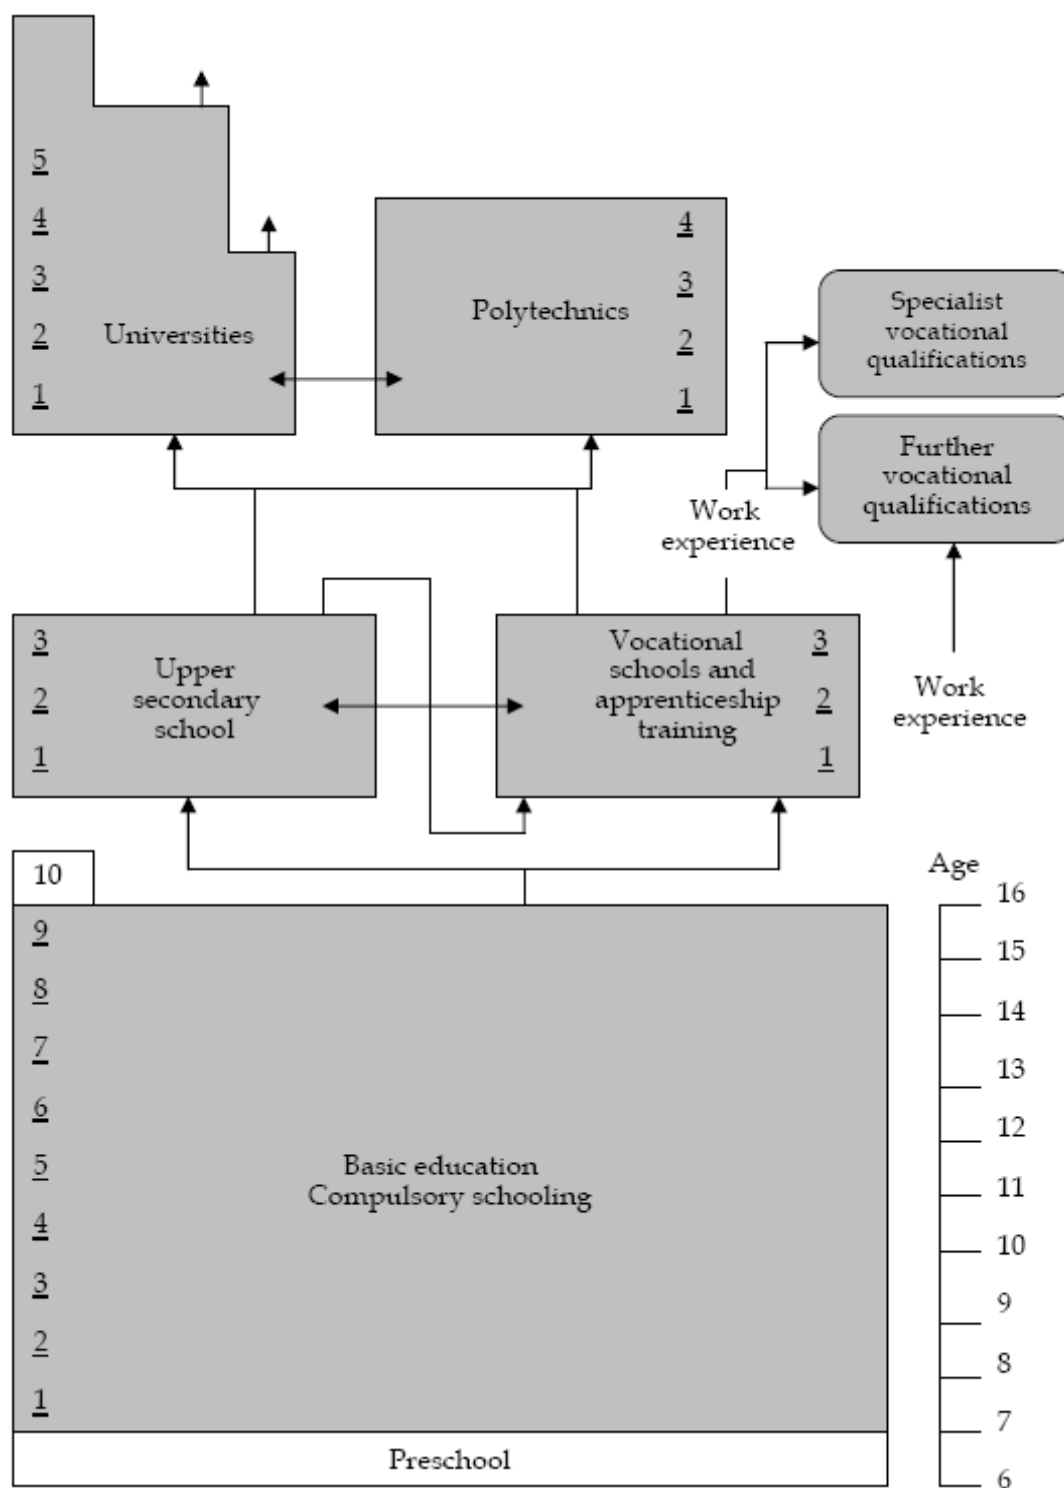 5
4
3
2
1
Universities
Polytechnics
4
3
2
1
Specialist
vocational
qualifications
Further
vocational
qualifications
Work
experience
Work
experience
3
2
1
Upper
secondary
school
Vocational
schools and
apprenticeship
training
3
2
1
10
9
8
7
6
5
4
3
2
1
Basic education
Compulsory schooling
Preschool
Age
16
15
14
13
12
11
10
9
8
7
6